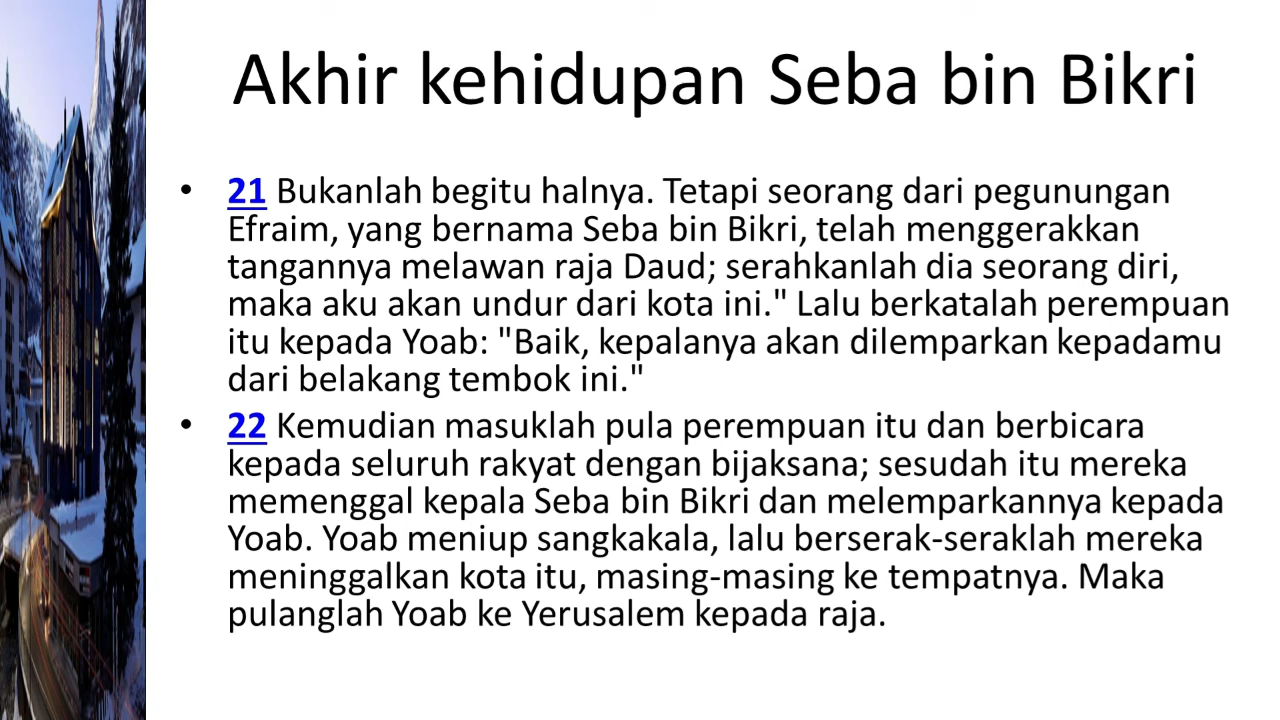 Akhir kehidupan Seba bin Bikri
• 21 Bukanlah begitu halnya. Tetapi seorang dari pegunungan
Efraim, yang bernama Seba bin Bikri, telah menggerakkan
tangannya melawan raja Daud; serahkanlah dia seorang diri,
maka aku akan undur dari kota ini." Lalu berkatalah perempuan
itu kepada Yoab: "Baik, kepalanya akan dilemparkan kepadamu
dari belakang tembok ini."
• 22 Kemudian masuklah pula perempuan itu dan berbicara
kepada seluruh rakyat dengan bijaksana; sesudah itu mereka
memenggal kepala Seba bin Bikri dan melemparkannya kepada
Yoab. Yoab meniup sangkakala, lalu berserak-seraklah mereka
meninggalkan kota itu, masing-masing ke tempatnya. Maka
pulanglah Yoab ke Yerusalem kepada raja.